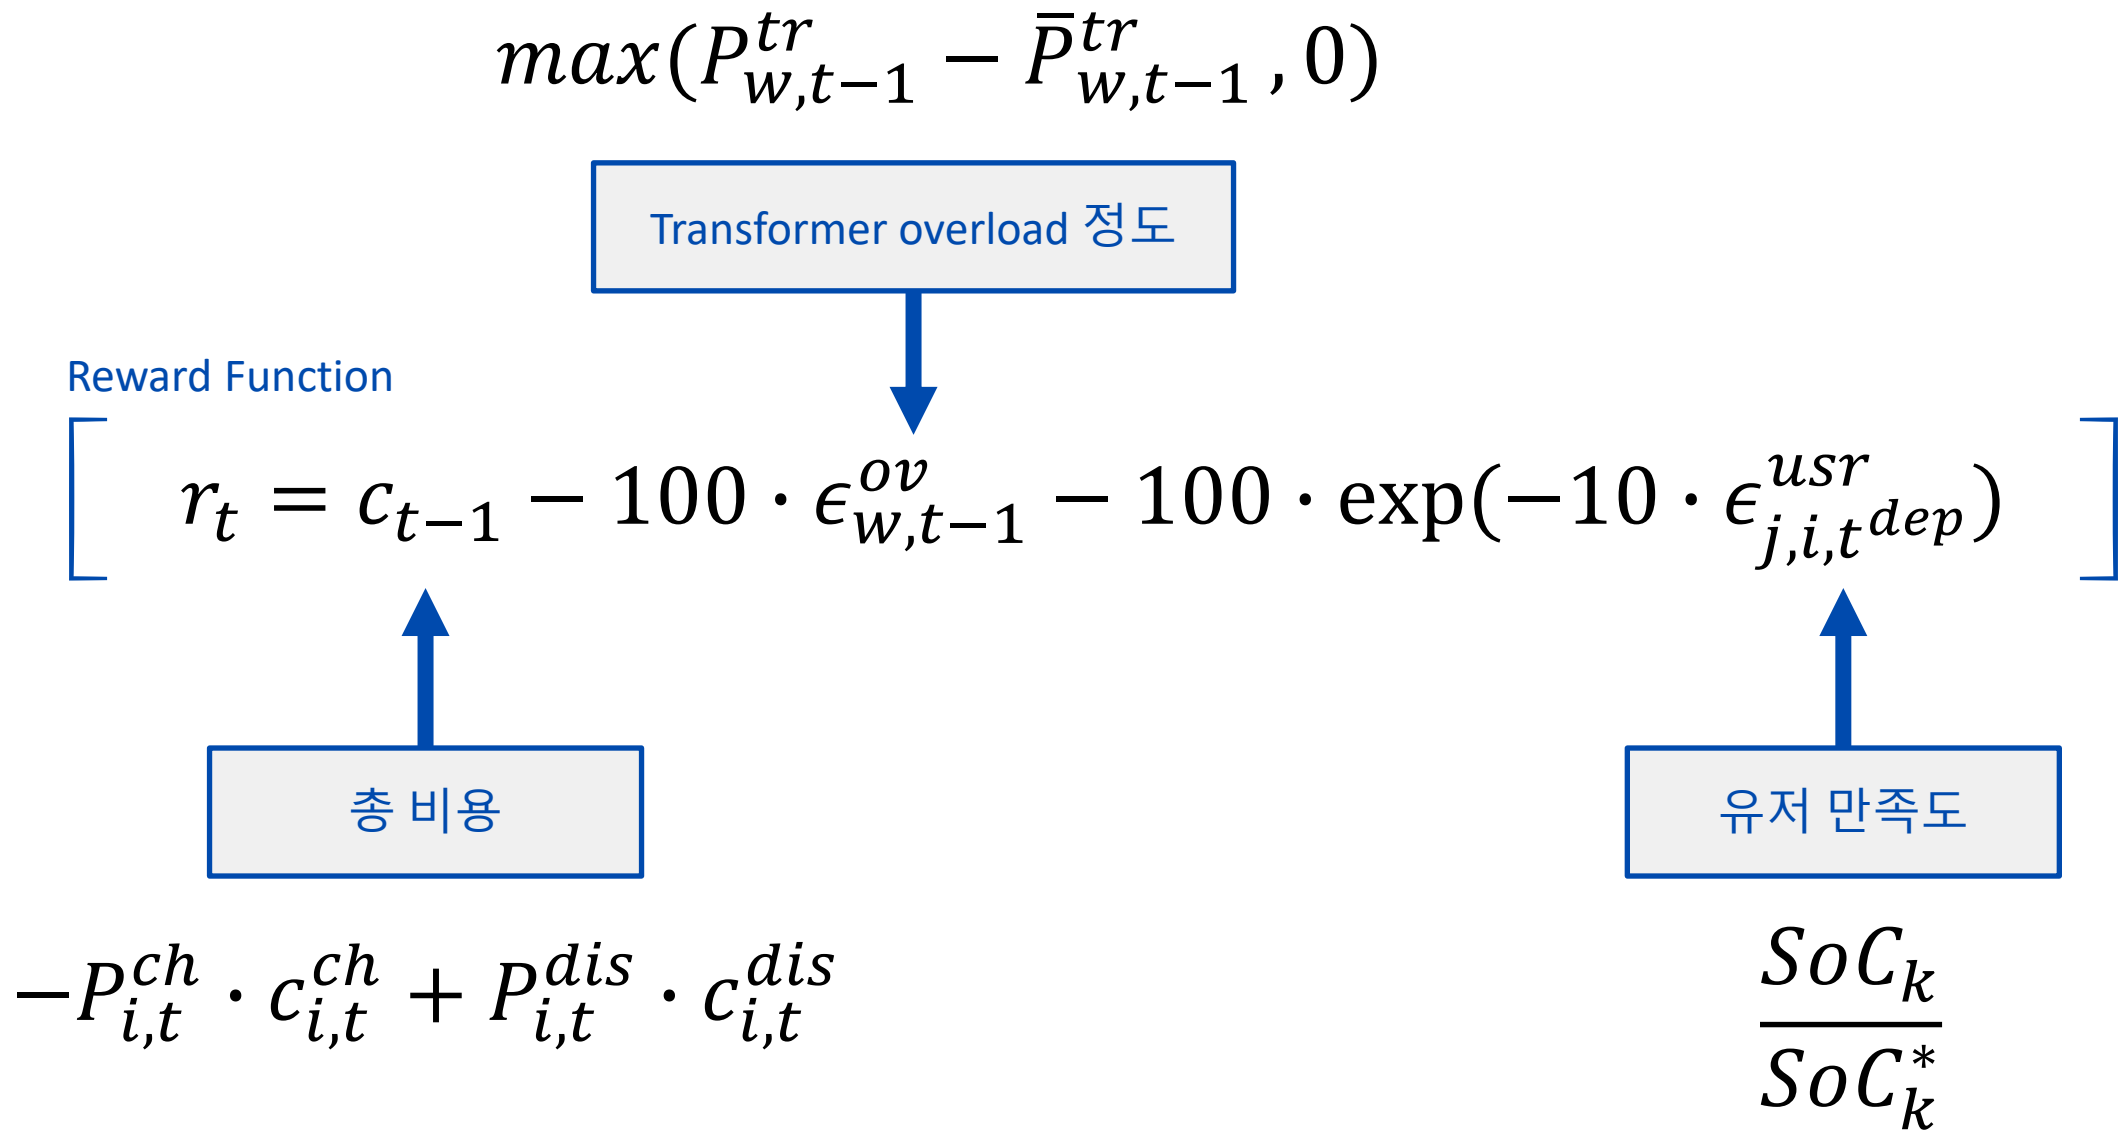 max(P^{tr}_{w,t−1} − \bar{P}^{tr}_{w,t−1} , 0)
Transformer overload 정도
Reward Function
r_t = c_{t−1} − 100 · ϵ^{ov}_{w,t−1} − 100 · exp(−10 · ϵ^{usr}_{j,i,t^{dep}})
총 비용
유저 만족도
−P^{ch}_{i,t} · c^{ch}_{i,t} + P^{dis}_{i,t} · c^{dis}_{i,t}
SoC_k
SoC^*_k